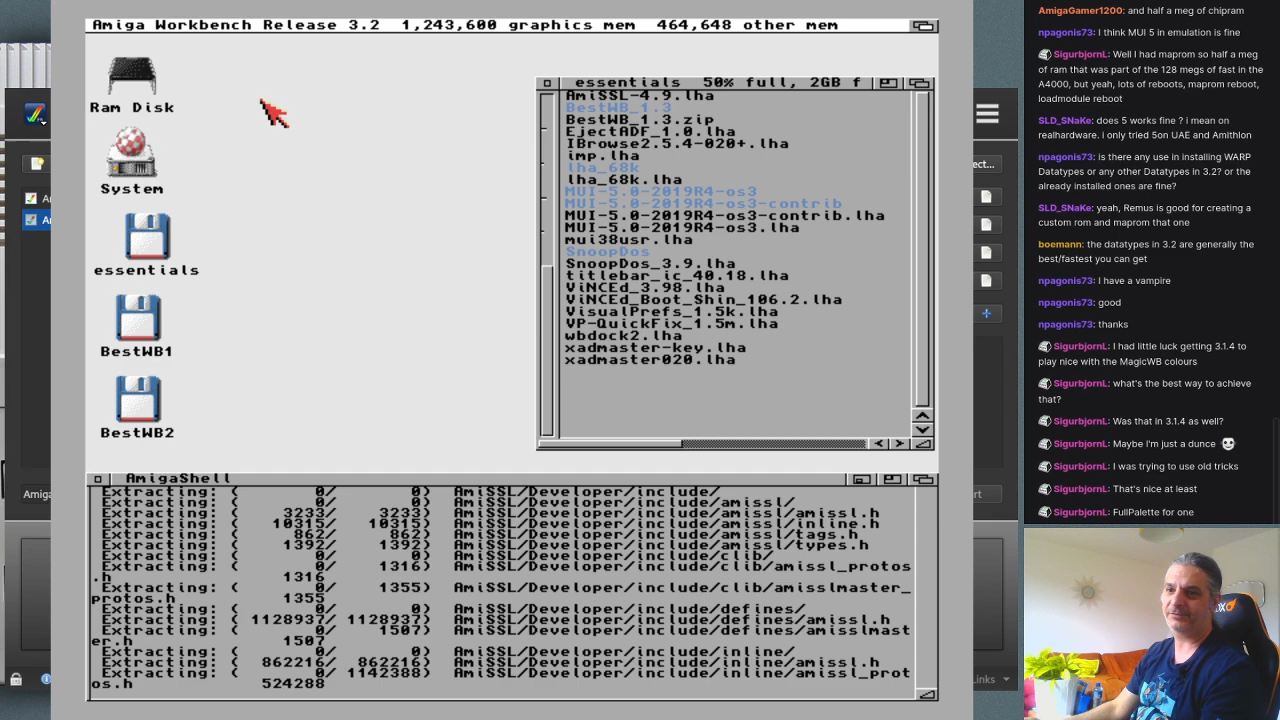 Amiga Workbench Release 3.2  1,243,600 graphics mem  464,648 other mem
Ram Disk
System
essentials
BestWB1
BestWB2
essentials  50% full, 2GB f
AmiSSL-4.9.lha
BestWB_1.3
BestWB_1.3.zip
EjectADF_1.0.lha
IBrowse2.5.4-020+.lha
imp.lha
lha_68k
lha_68k.lha
MUI-5.0-2019R4-os3
MUI-5.0-2019R4-os3-contrib
MUI-5.0-2019R4-os3-contrib.lha
MUI-5.0-2019R4-os3.lha
mui38usr.lha
SnoopDos
SnoopDos_3.9.lha
titlebar_ic_40.18.lha
ViNCEd_3.98.lha
ViNCEd_Boot_Shin_106.2.lha
VisualPrefs_1.5k.lha
VP-QuickFix_1.5m.lha
wbdock2.lha
xadmaster-key.lha
xadmaster020.lha
AmigaShell
Extracting: (       0/       0)  AmiSSL/Developer/include/
Extracting: (       0/       0)  AmiSSL/Developer/include/amissl/
Extracting: (    3233/    3233)  AmiSSL/Developer/include/amissl/amissl.h
Extracting: (   10315/   10315)  AmiSSL/Developer/include/amissl/inline.h
Extracting: (     862/     862)  AmiSSL/Developer/include/amissl/tags.h
Extracting: (    1392/    1392)  AmiSSL/Developer/include/amissl/types.h
Extracting: (       0/       0)  AmiSSL/Developer/include/clib/
Extracting: (       0/    1316)  AmiSSL/Developer/include/clib/amissl_protos
.h                1316
Extracting: (       0/    1355)  AmiSSL/Developer/include/clib/amisslmaster_
protos.h          1355
Extracting: (       0/       0)  AmiSSL/Developer/include/defines/
Extracting: ( 1128937/ 1128937)  AmiSSL/Developer/include/defines/amissl.h
Extracting: (       0/    1507)  AmiSSL/Developer/include/defines/amisslmast
er.h              1507
Extracting: (       0/       0)  AmiSSL/Developer/include/inline/
Extracting: (  862216/  862216)  AmiSSL/Developer/include/inline/amissl.h
Extracting: (       0/ 1142388)  AmiSSL/Developer/include/inline/amissl_prot
os.h            524288
Amiga
Links
AmigaGamer1200: and half a meg of chipram
npagonis73: I think MUI 5 in emulation is fine
SigurbjornL: Well I had maprom so half a meg
of ram that was part of the 128 megs of fast in the
A4000, but yeah, lots of reboots, maprom reboot,
loadmodule reboot
SLD_SNaKe: does 5 works fine ? i mean on
realhardware. i only tried 5on UAE and Amithlon
npagonis73: is there any use in installing WARP
Datatypes or any other Datatypes in 3.2? or the
already installed ones are fine?
SLD_SNaKe: yeah, Remus is good for creating a
custom rom and maprom that one
boemann: the datatypes in 3.2 are generally the
best/fastest you can get
npagonis73: I have a vampire
npagonis73: good
npagonis73: thanks
SigurbjornL: I had little luck getting 3.1.4 to
play nice with the MagicWB colours
SigurbjornL: what's the best way to achieve
that?
SigurbjornL: Was that in 3.1.4 as well?
SigurbjornL: Maybe I'm just a dunce
SigurbjornL: I was trying to use old tricks
SigurbjornL: That's nice at least
SigurbjornL: FullPalette for one